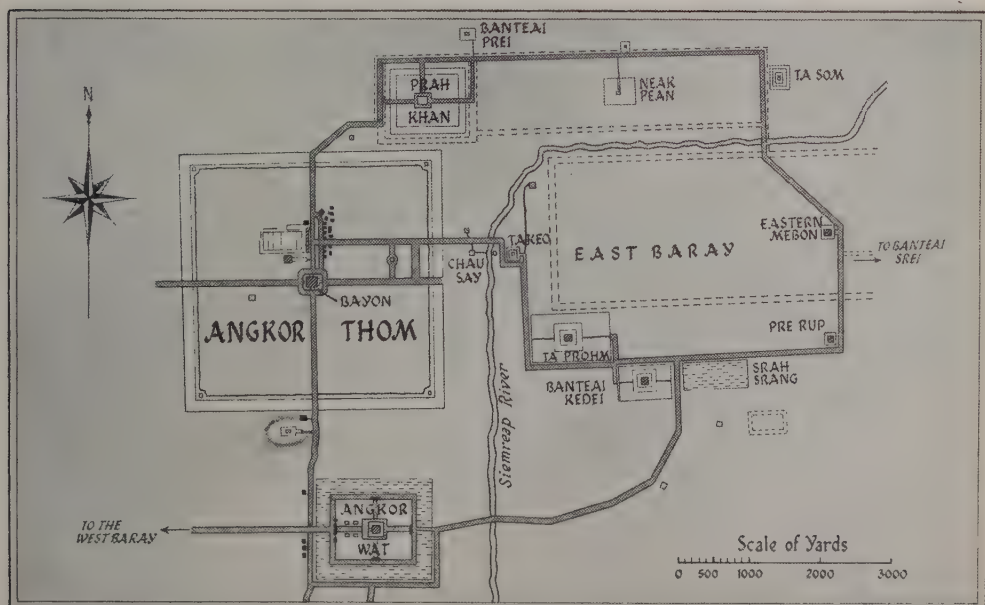 BANTEAI
PREI
N
PRAH
KHAN
NEAK
PEAN
TA SOM
TAKEO
CHAU
SAY
EAST BARAY
EASTERN
MEBON
TO BANTEAI
SREI
BAYON
ANGKOR THOM
PRE RUP
TA PROHM
BANTEAI
KEDEI
SRAH
SRANG
Siemreap River
ANGKOR
WAT
TO THE
WEST BARAY
Scale of Yards
0 500 1000 2000 3000